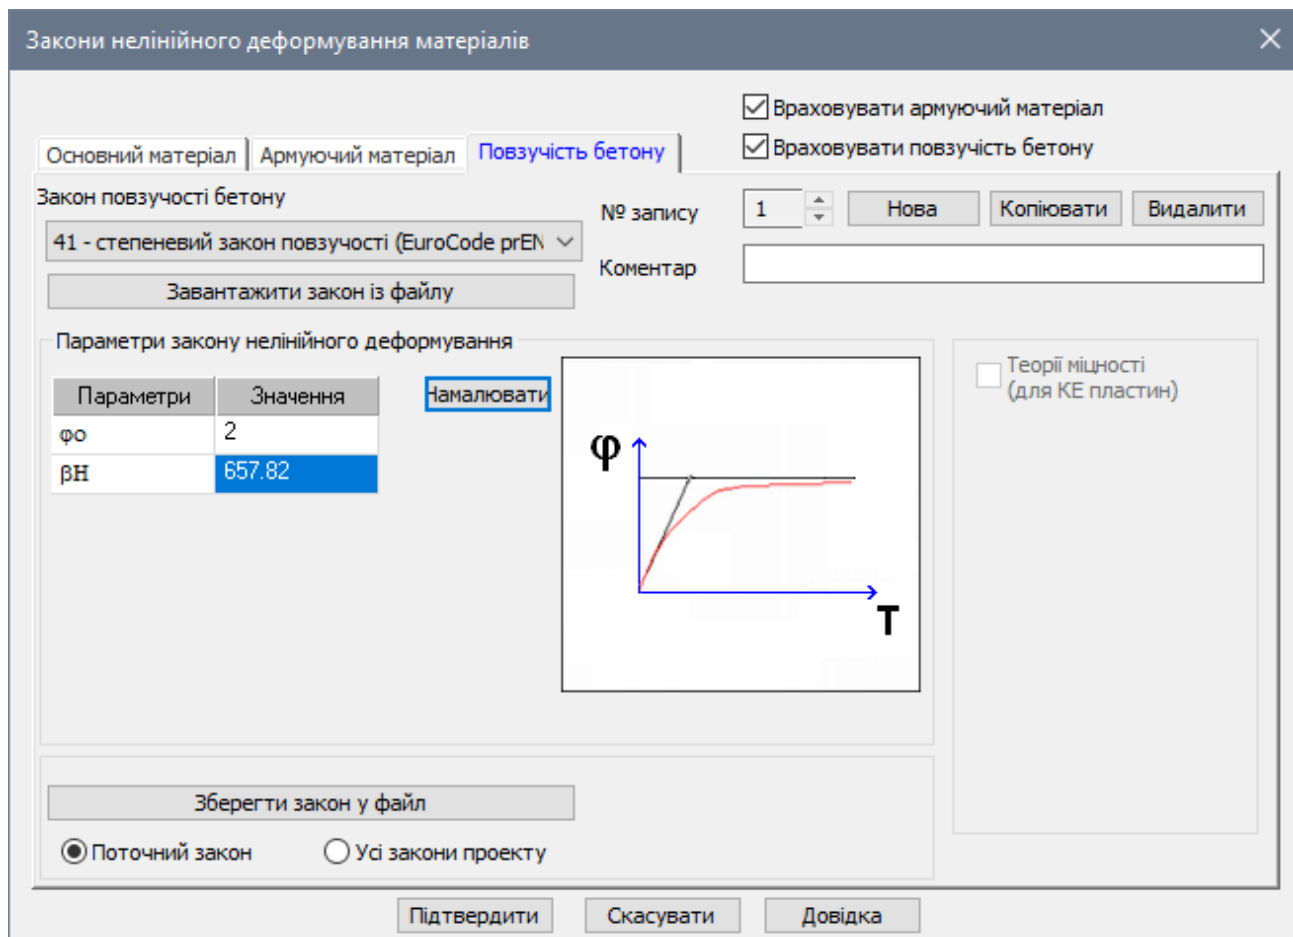 Закони нелінійного деформування матеріалів
Враховувати армуючий матеріал
Враховувати повзучість бетону
Основний матеріал
Армуючий матеріал
Повзучість бетону
Закон повзучості бетону
41 - степеневий закон повзучості (EuroCode prEN
Завантажити закон із файлу
№ запису
1
Нова
Копіювати
Видалити
Коментар
Параметри закону нелінійного деформування
Параметри
Значення
φο
2
βH
657.82
Намалювати
φ
T
Теорії міцності
(для КЕ пластин)
Зберегти закон у файл
Поточний закон
Усі закони проекту
Підтвердити
Скасувати
Довідка